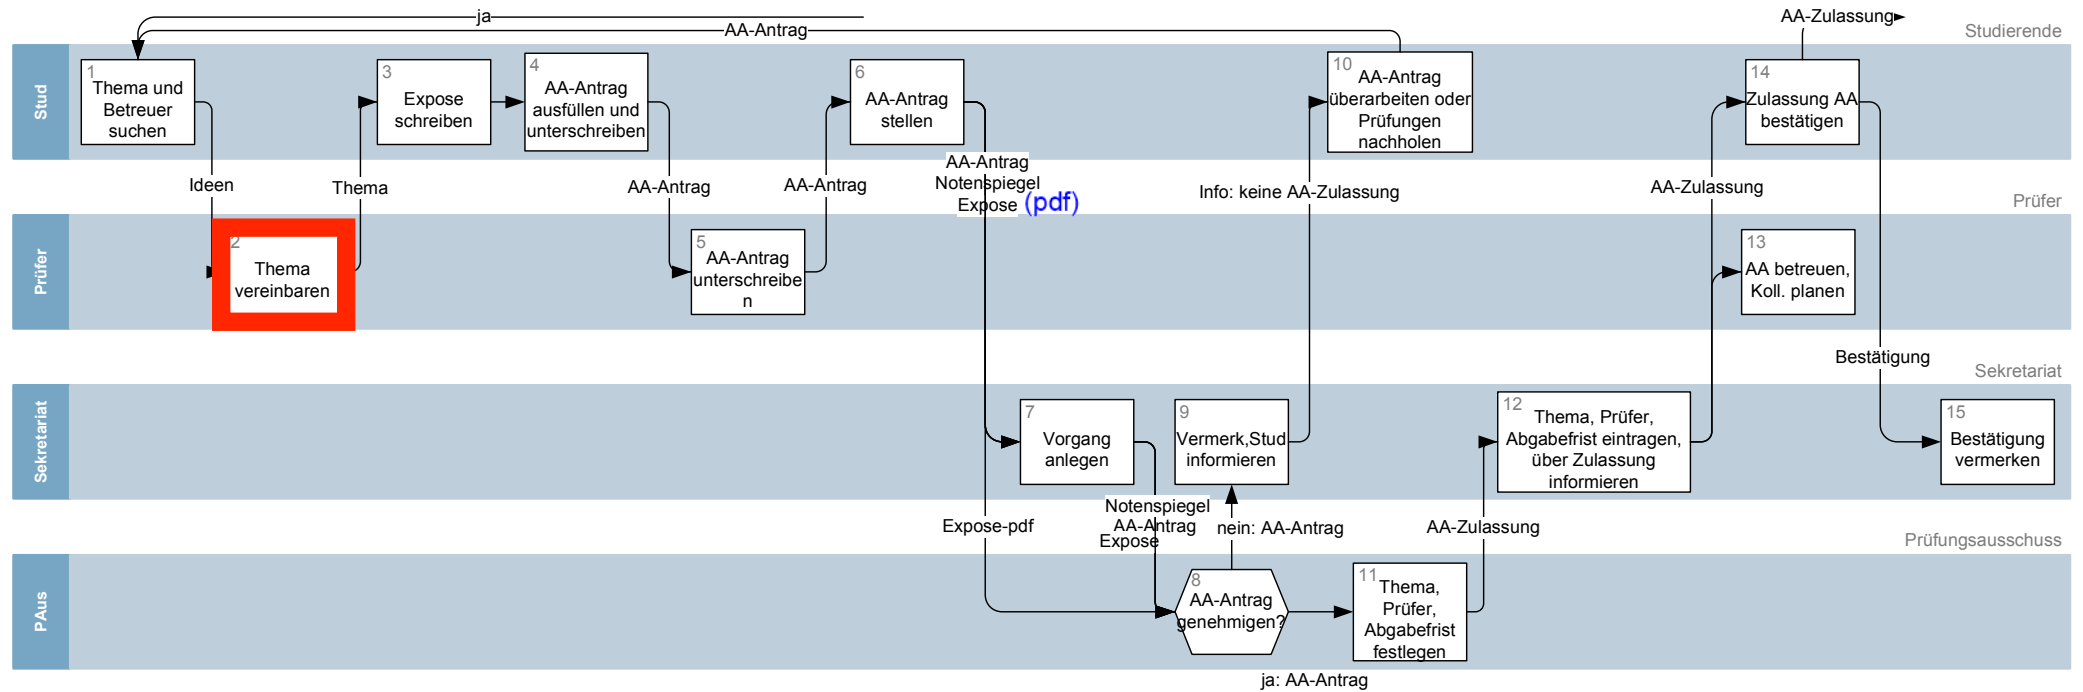 ja
AA-Zulassung
AA-Antrag
Studierende
Stud
1
Thema und
Betreuer
suchen
3
Expose
schreiben
4
AA-Antrag
ausfüllen und
unterschreiben
6
AA-Antrag
stellen
10
AA-Antrag
überarbeiten oder
Prüfungen
nachholen
14
Zulassung AA
bestätigen
Ideen
Thema
AA-Antrag
AA-Antrag
AA-Antrag
Notenspiegel
Expose (pdf)
Info: keine AA-Zulassung
AA-Zulassung
Prüfer
Prüfer
2
Thema
vereinbaren
5
AA-Antrag
unterschreibe
n
13
AA betreuen,
Koll. planen
Bestätigung
Sekretariat
Sekretariat
7
Vorgang
anlegen
9
Vermerk,Stud
informieren
12
Thema, Prüfer,
Abgabefrist eintragen,
über Zulassung
informieren
15
Bestätigung
vermerken
Expose-pdf
Notenspiegel
AA-Antrag
Expose
nein: AA-Antrag
AA-Zulassung
Prüfungsausschuss
PAus
8
AA-Antrag
genehmigen?
11
Thema,
Prüfer,
Abgabefrist
festlegen
ja: AA-Antrag